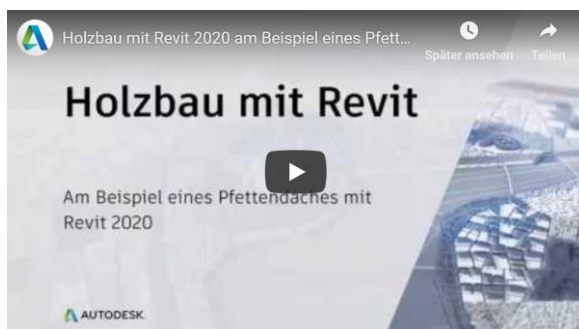 Holzbau mit Revit 2020 am Beispiel eines Pfett...
Später ansehen
Teilen
Holzbau mit Revit
Am Beispiel eines Pfettendaches mit
Revit 2020
AUTODESK